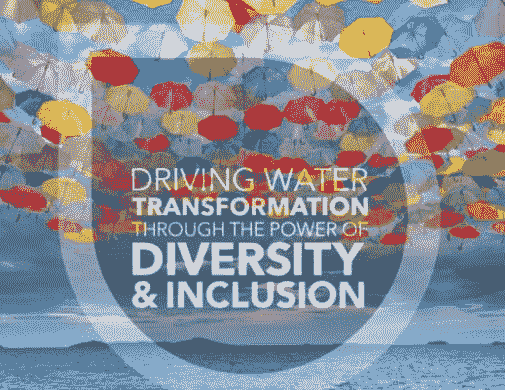 DRIVING WATER
TRANSFORMATION
THROUGH THE POWER OF
DIVERSITY
& INCLUSION